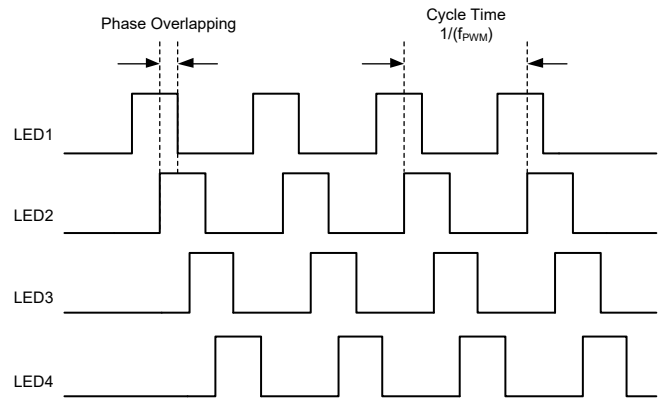 Phase Overlapping
Cycle Time
1/(fPWM)
LED1
LED2
LED3
LED4